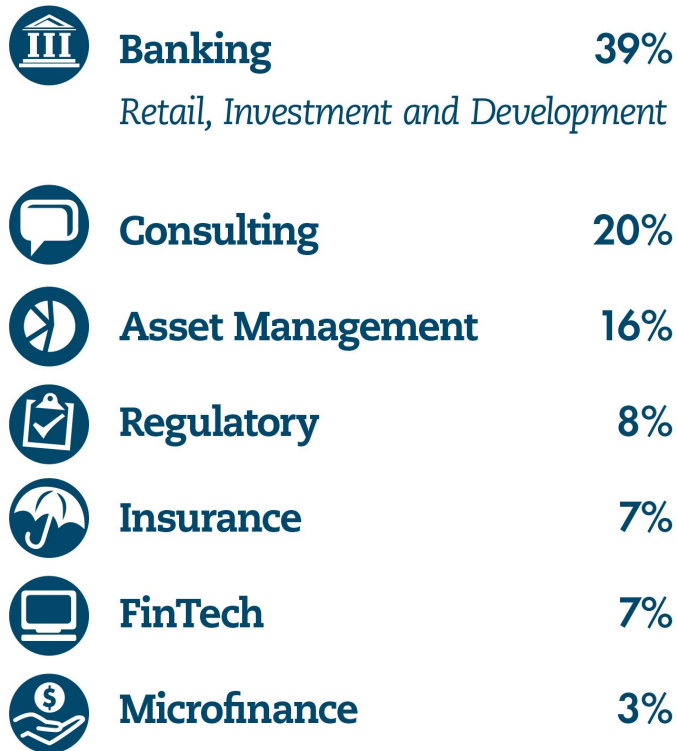 Banking 39%
Retail, Investment and Development
Consulting 20%
Asset Management 16%
Regulatory 8%
Insurance 7%
FinTech 7%
Microfinance 3%
$